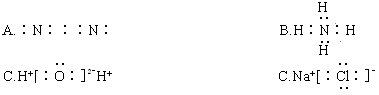 H
A. : N : : : N : B. H : N : H
H
C.H⁺[ : O : ]²⁻H⁺ C.Na⁺[ : Cl : ]⁻